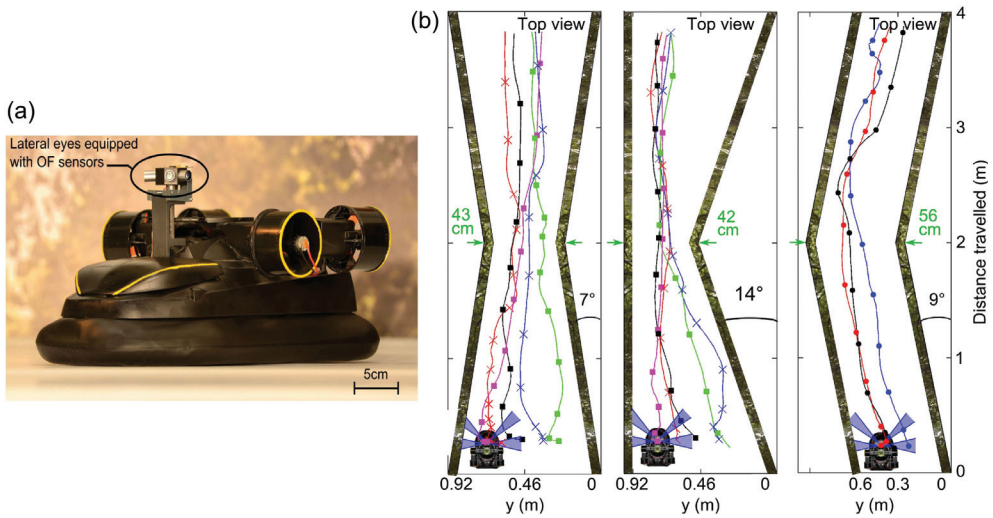 (a)
Lateral eyes equipped
with OF sensors
5cm
(b)
Top view
Top view
Top view
43
cm
42
cm
56
cm
7°
14°
9°
0.92
0.46
0
0.92
0.46
0
0.6
0.3
0
y (m)
y (m)
y (m)
4
3
2
1
0
Distance travelled (m)